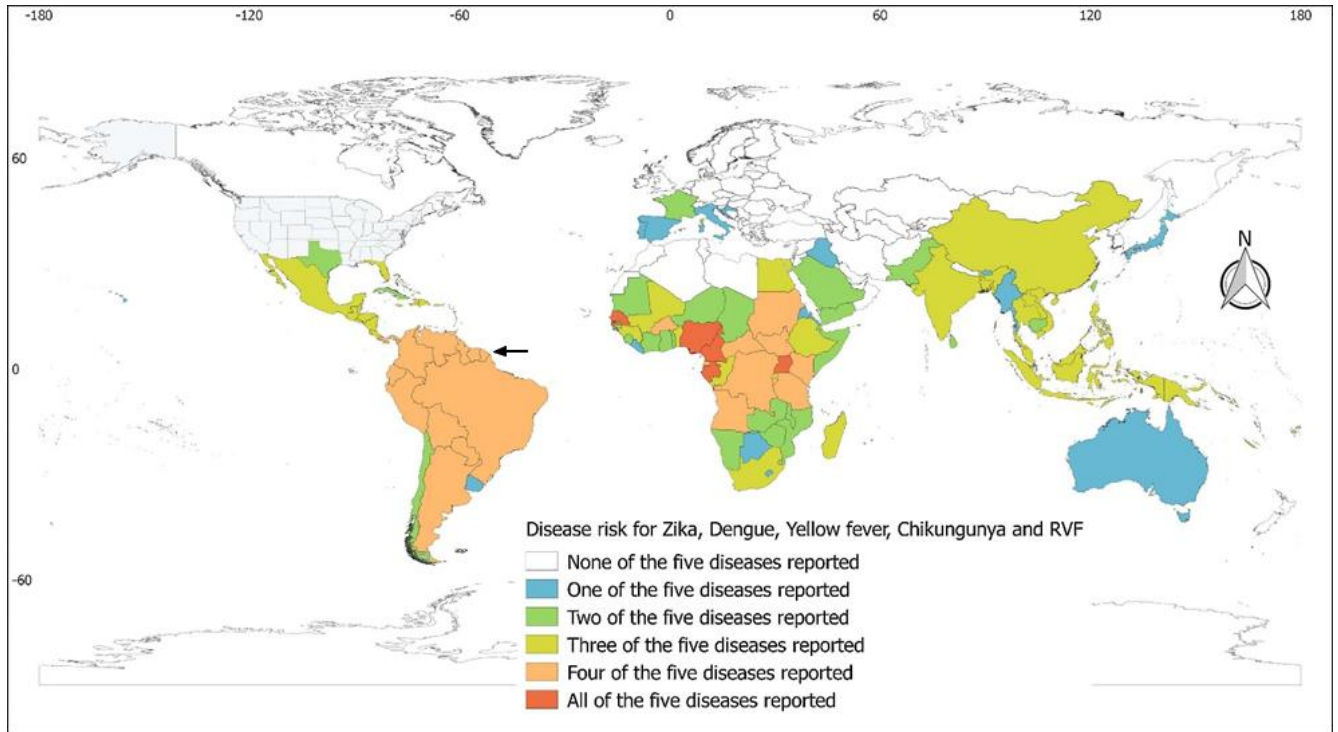 -180 -120 -60 0 60 120 180
60
N
0
-60
Disease risk for Zika, Dengue, Yellow fever, Chikungunya and RVF
None of the five diseases reported
One of the five diseases reported
Two of the five diseases reported
Three of the five diseases reported
Four of the five diseases reported
All of the five diseases reported